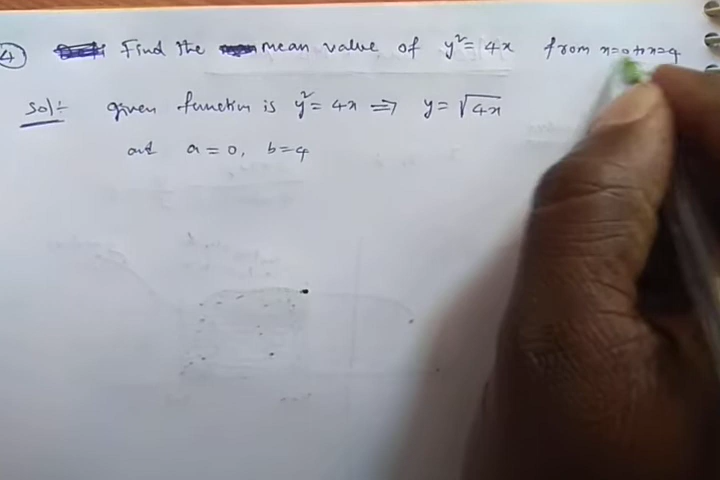 4 Find the mean value of y² = 4x from x=0 to x=4
Sol:- given function is y² = 4x ⇒ y = √4x
and a = 0, b = 4